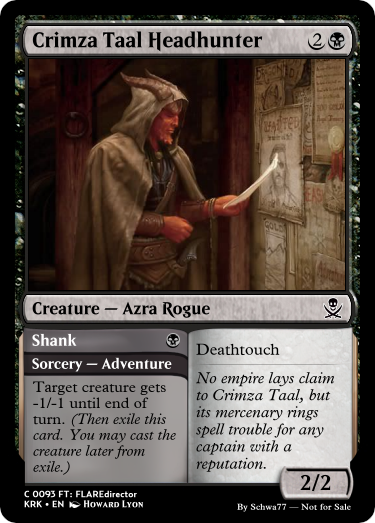 Crimza Taal Headhunter 2
WANTED
Creature — Azra Rogue
Shank
Sorcery — Adventure
Target creature gets
-1/-1 until end of
turn. (Then exile this
card. You may cast the
creature later from
exile.)
Deathtouch
No empire lays claim
to Crimza Taal, but
its mercenary rings
spell trouble for any
captain with a
reputation.
2/2
C 0093 FT: FLAREdirector
KRK • EN Howard Lyon
By Schwa77 — Not for Sale